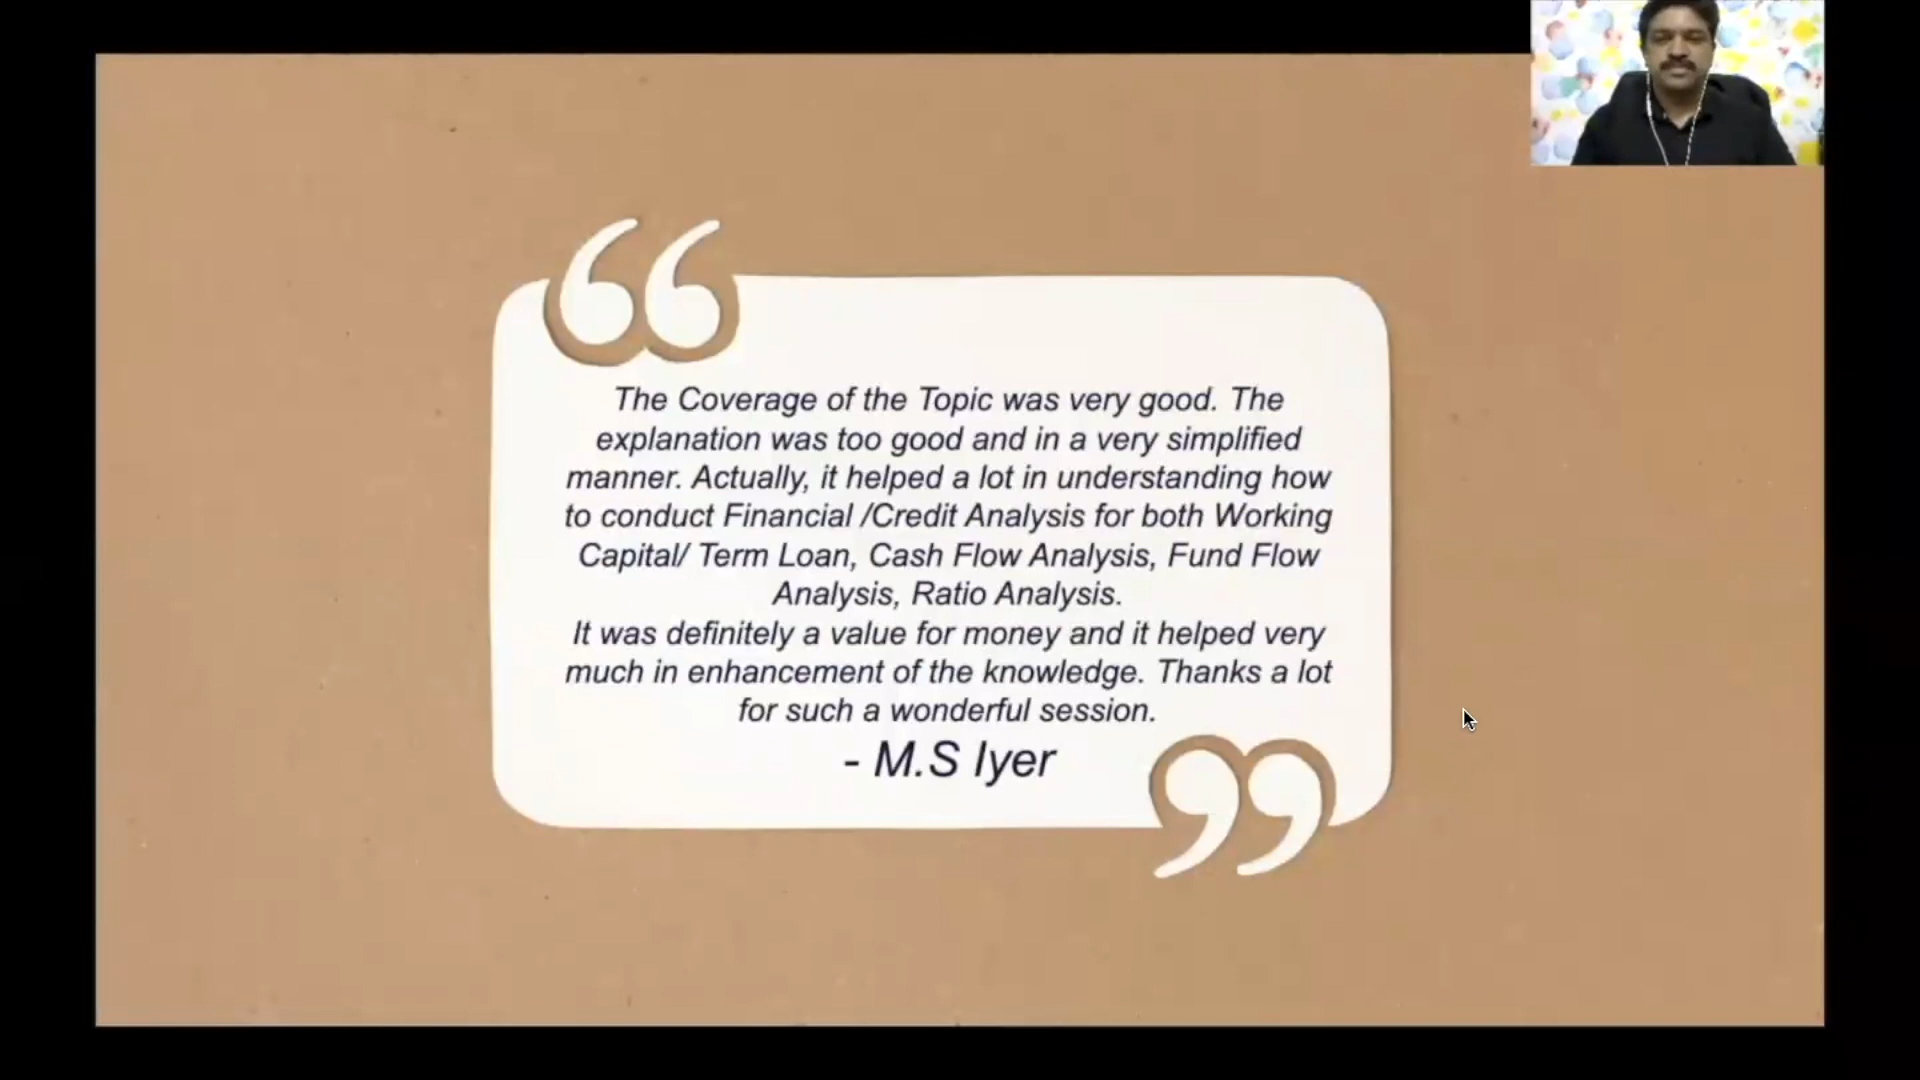 The Coverage of the Topic was very good. The
explanation was too good and in a very simplified
manner. Actually, it helped a lot in understanding how
to conduct Financial /Credit Analysis for both Working
Capital/ Term Loan, Cash Flow Analysis, Fund Flow
Analysis, Ratio Analysis.
It was definitely a value for money and it helped very
much in enhancement of the knowledge. Thanks a lot
for such a wonderful session.
- M.S Iyer